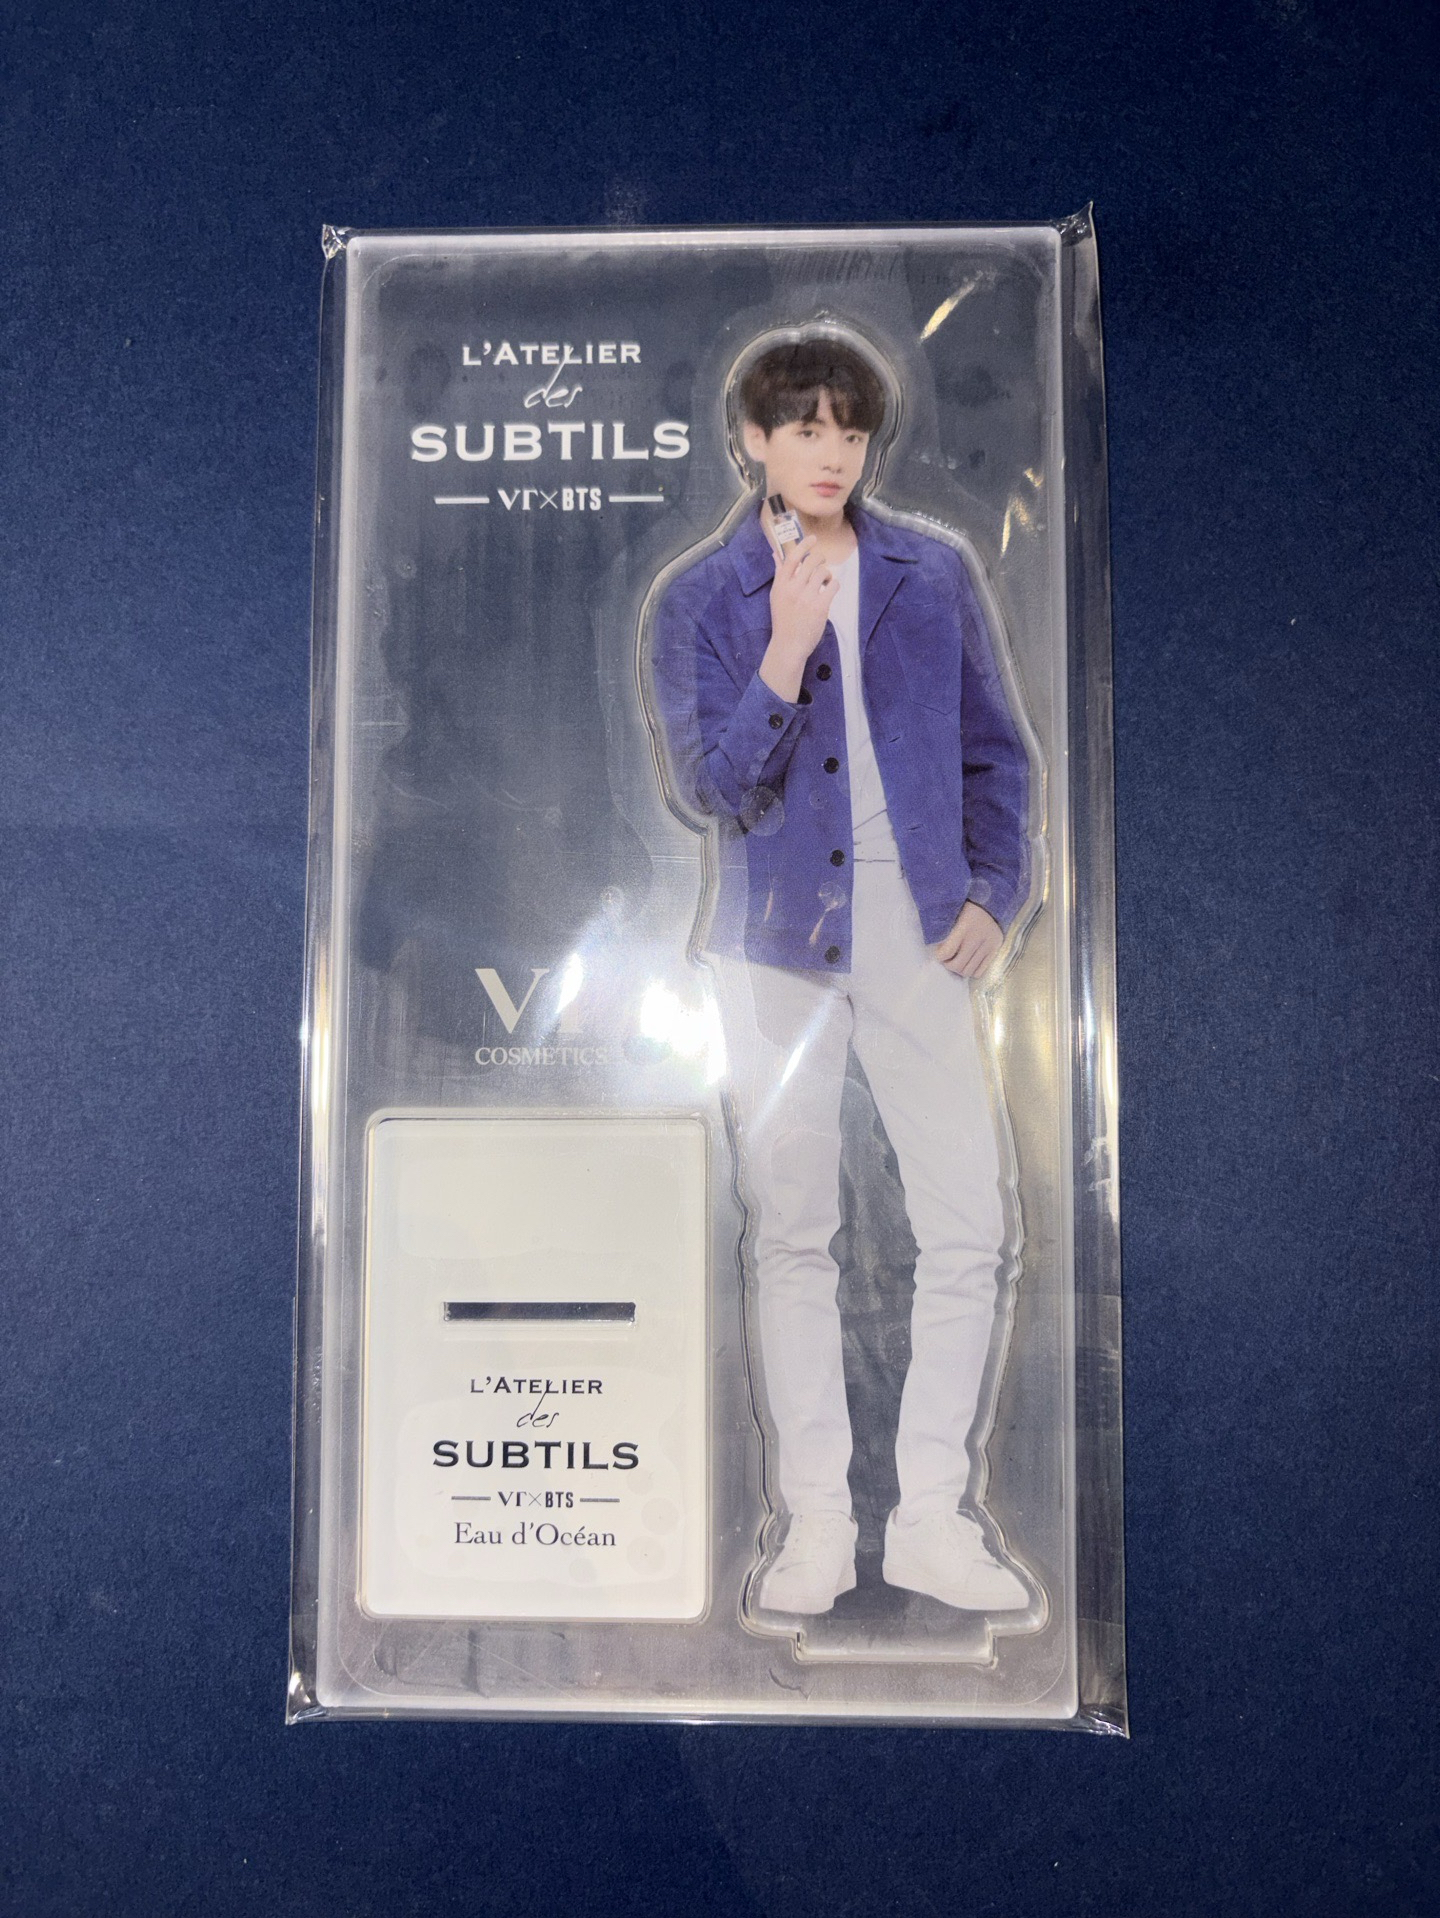 L'ATELIER
des
SUBTILS
VT×BTS
VT
COSMETICS
L'ATELIER
des
SUBTILS
VT×BTS
Eau d'Océan